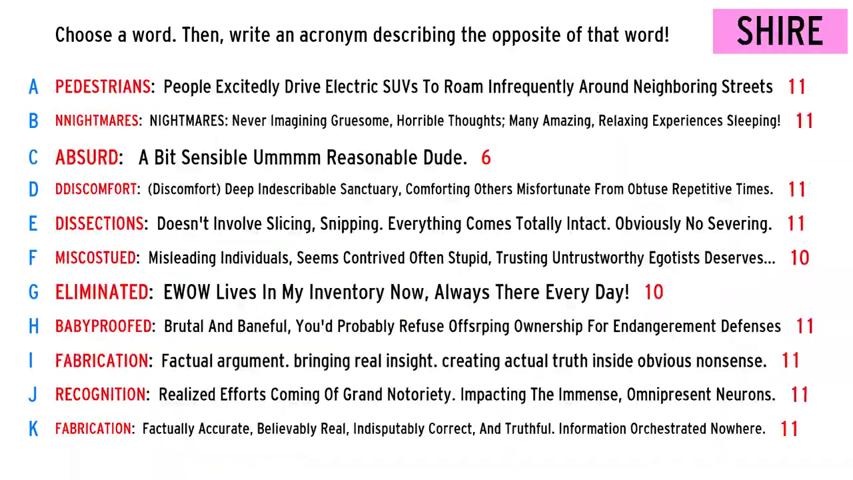 Choose a word. Then, write an acronym describing the opposite of that word!
SHIRE
A PEDESTRIANS: People Excitedly Drive Electric SUVs To Roam Infrequently Around Neighboring Streets 11
B NNIGHTMARES: NIGHTMARES: Never Imagining Gruesome, Horrible Thoughts; Many Amazing, Relaxing Experiences Sleeping! 11
C ABSURD: A Bit Sensible Ummmm Reasonable Dude. 6
D DDISCOMFORT: (Discomfort) Deep Indescribable Sanctuary, Comforting Others Misfortunate From Obtuse Repetitive Times. 11
E DISSECTIONS: Doesn't Involve Slicing, Snipping. Everything Comes Totally Intact. Obviously No Severing. 11
F MISCOSTUED: Misleading Individuals, Seems Contrived Often Stupid, Trusting Untrustworthy Egotists Deserves... 10
G ELIMINATED: EWOW Lives In My Inventory Now, Always There Every Day! 10
H BABYPROOFED: Brutal And Baneful, You'd Probably Refuse Offsrping Ownership For Endangerement Defenses 11
I FABRICATION: Factual argument. bringing real insight. creating actual truth inside obvious nonsense. 11
J RECOGNITION: Realized Efforts Coming Of Grand Notoriety. Impacting The Immense, Omnipresent Neurons. 11
K FABRICATION: Factually Accurate, Believably Real, Indisputably Correct, And Truthful. Information Orchestrated Nowhere. 11